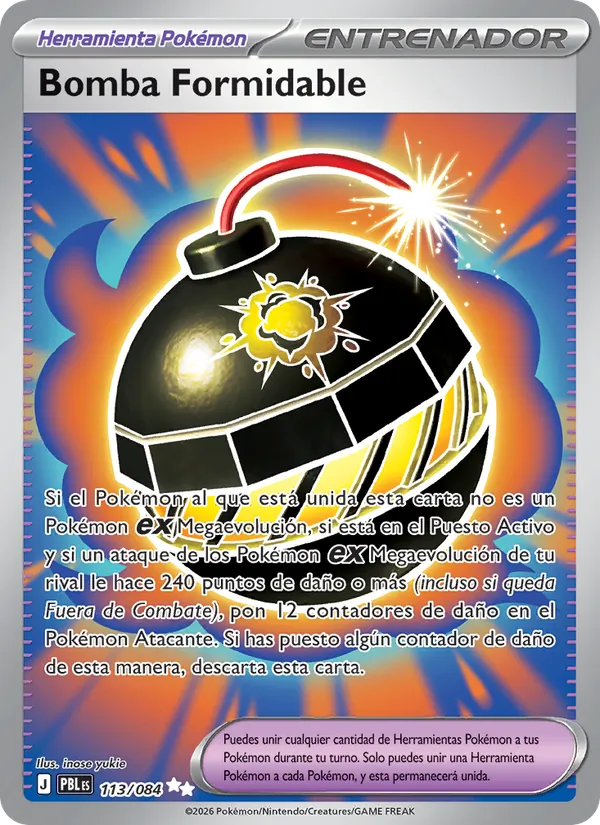 Herramienta Pokémon
ENTRENADOR
Bomba Formidable
Si el Pokémon al que está unida esta carta no es un
Pokémon ex Megaevolución, si está en el Puesto Activo
y si un ataque de los Pokémon ex Megaevolución de tu
rival le hace 240 puntos de daño o más (incluso si queda
Fuera de Combate), pon 12 contadores de daño en el
Pokémon Atacante. Si has puesto algún contador de daño
de esta manera, descarta esta carta.
Puedes unir cualquier cantidad de Herramientas Pokémon a tus
Pokémon durante tu turno. Solo puedes unir una Herramienta
Pokémon a cada Pokémon, y esta permanecerá unida.
Ilus. inose yukie
J PBL ES 113/084
©2026 Pokémon/Nintendo/Creatures/GAME FREAK